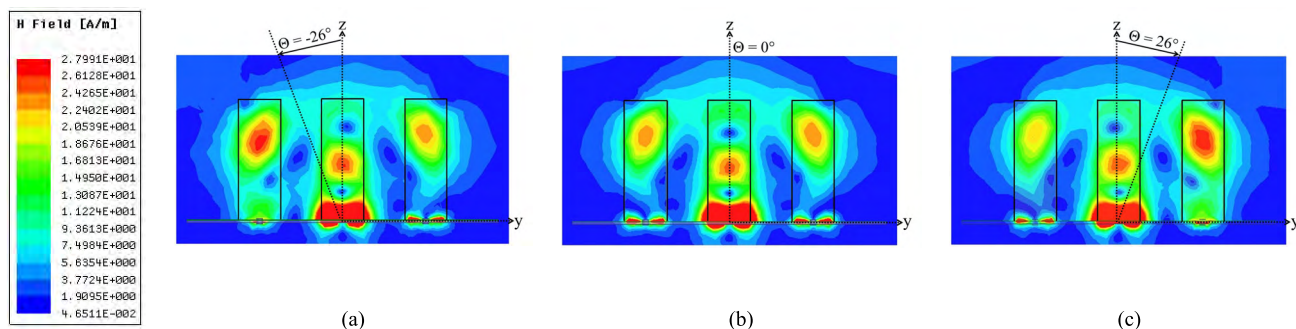 H Field [A/m]
2.7991E+001
2.6128E+001
2.4265E+001
2.2402E+001
2.0539E+001
1.8676E+001
1.6813E+001
1.4950E+001
1.3087E+001
1.1224E+001
9.3613E+000
7.4984E+000
5.6354E+000
3.7724E+000
1.9095E+000
4.6511E-002
z
Θ = -26°
y
(a)
z
Θ = 0°
y
(b)
z
Θ = 26°
y
(c)